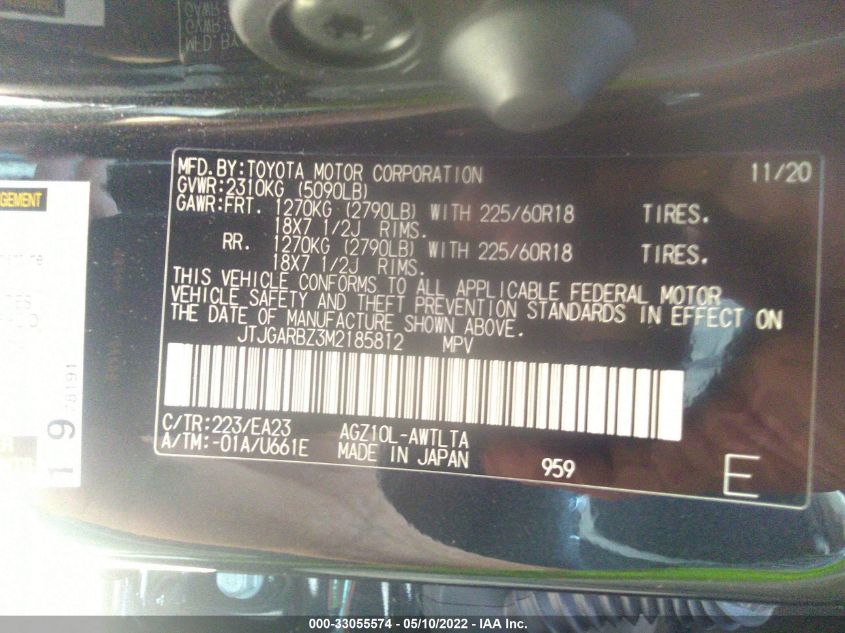 MFD. BY: TOYOTA MOTOR CORPORATION 11/20
GVWR: 2310KG (5090LB)
GAWR: FRT. 1270KG (2790LB) WITH 225/60R18 TIRES.
18X7 1/2J RIMS.
RR. 1270KG (2790LB) WITH 225/60R18 TIRES.
18X7 1/2J RIMS.
THIS VEHICLE CONFORMS TO ALL APPLICABLE FEDERAL MOTOR
VEHICLE SAFETY AND THEFT PREVENTION STANDARDS IN EFFECT ON
THE DATE OF MANUFACTURE SHOWN ABOVE.
JTJGARBZ3M2185812 MPV
C/TR: 223/EA23 AGZ10L-AWTLTA
A/TM: -01A/U661E MADE IN JAPAN 959 E
000-33055574 - 05/10/2022 - IAA Inc.